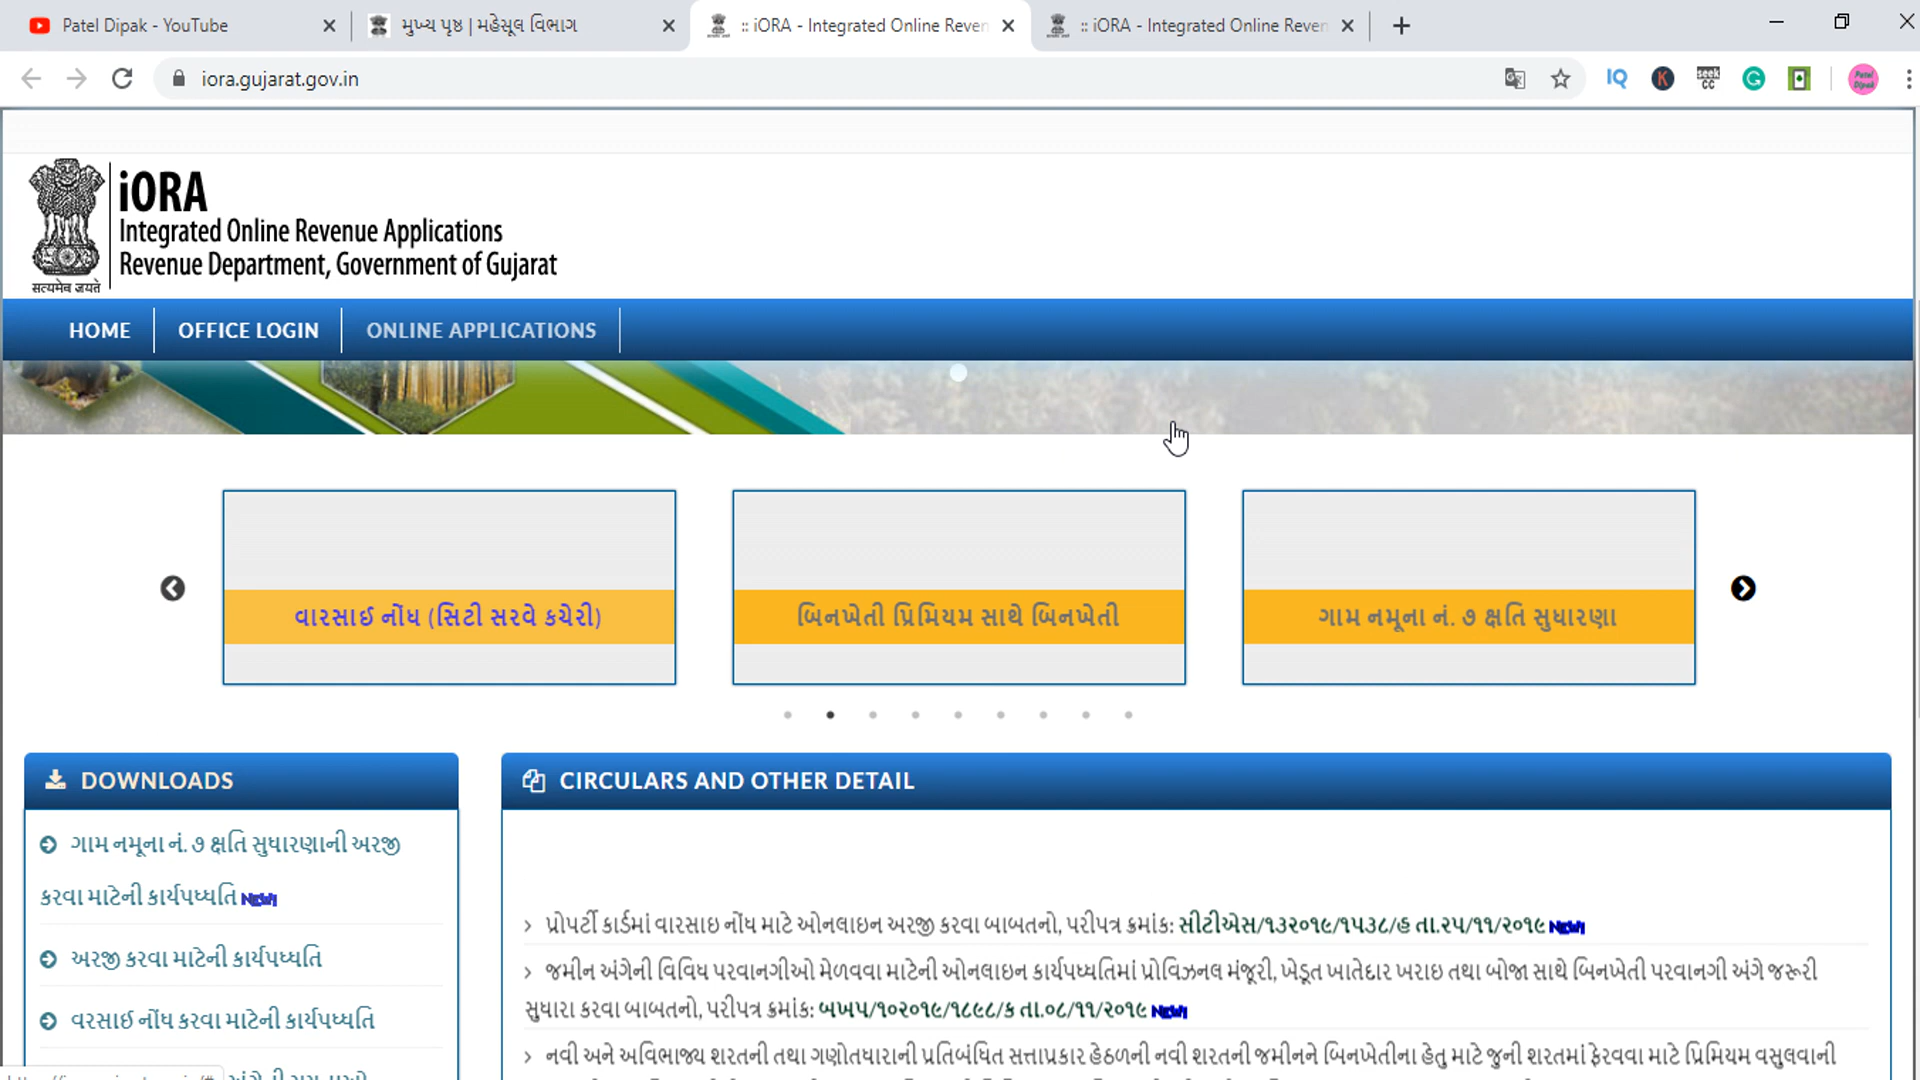 Patel Dipak - YouTube
મુખ્ય પૃષ્ઠ | મહેસૂલ વિભાગ
:: iORA - Integrated Online Reven
:: iORA - Integrated Online Reven
iora.gujarat.gov.in
IQ
K
seek
CC
Patel
Dipak
iORA
Integrated Online Revenue Applications
Revenue Department, Government of Gujarat
सत्यमेव जयते
HOME
OFFICE LOGIN
ONLINE APPLICATIONS
વારસાઈ નોંધ (સિટી સરવે કચેરી)
બિનખેતી પ્રિમિયમ સાથે બિનખેતી
ગામ નમૂના નં. ૭ ક્ષતિ સુધારણા
DOWNLOADS
ગામ નમૂના નં. ૭ ક્ષતિ સુધારણાની અરજી
કરવા માટેની કાર્યપધ્ધતિ NEW!
અરજી કરવા માટેની કાર્યપધ્ધતિ
વરસાઈ નોંધ કરવા માટેની કાર્યપધ્ધતિ
CIRCULARS AND OTHER DETAIL
પ્રોપર્ટી કાર્ડમાં વારસાઇ નોંધ માટે ઓનલાઇન અરજી કરવા બાબતનો, પરીપત્ર ક્રમાંક: સીટીએસ/૧૩૨૦૧૯/૧૫૩૮/હ તા.૨૫/૧૧/૨૦૧૯ NEW!
જમીન અંગેની વિવિધ પરવાનગીઓ મેળવવા માટેની ઓનલાઇન કાર્યપધ્ધતિમાં પ્રોવિઝનલ મંજૂરી, ખેડૂત ખાતેદાર ખરાઇ તથા બોજા સાથે બિનખેતી પરવાનગી અંગે જરૂરી
સુધારા કરવા બાબતનો, પરીપત્ર ક્રમાંક: બખપ/૧૦૨૦૧૯/૧૮૯૮/ક તા.૦૮/૧૧/૨૦૧૯ NEW!
નવી અને અવિભાજ્ય શરતની તથા ગણોતધારાની પ્રતિબંધિત સત્તાપ્રકાર હેઠળની નવી શરતની જમીનને બિનખેતીના હેતુ માટે જુની શરતમાં ફેરવવા માટે પ્રિમિયમ વસુલવાની